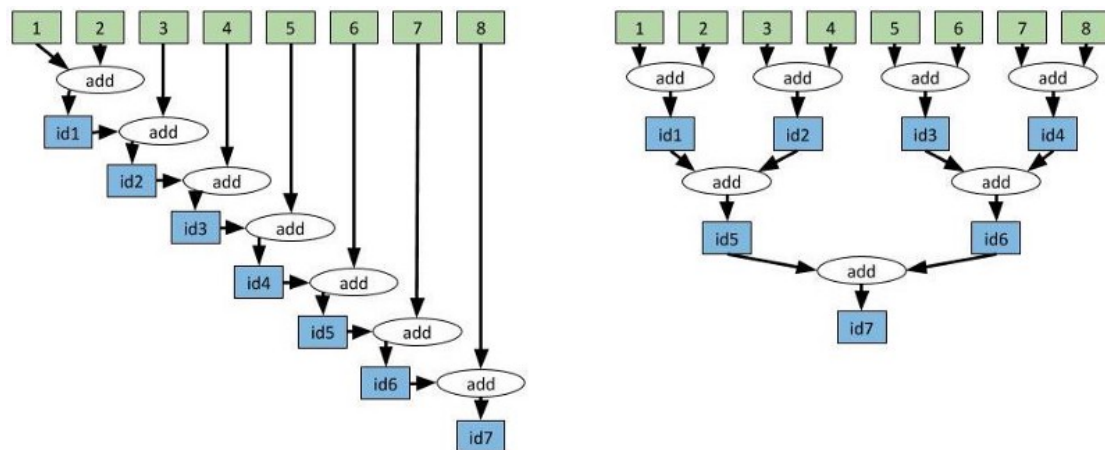 1 2 3 4 5 6 7 8
add
id1 add
id2 add
id3 add
id4 add
id5 add
id6 add
id7
1 2 3 4 5 6 7 8
add add add add
id1 id2 id3 id4
add add
id5 id6
add
id7